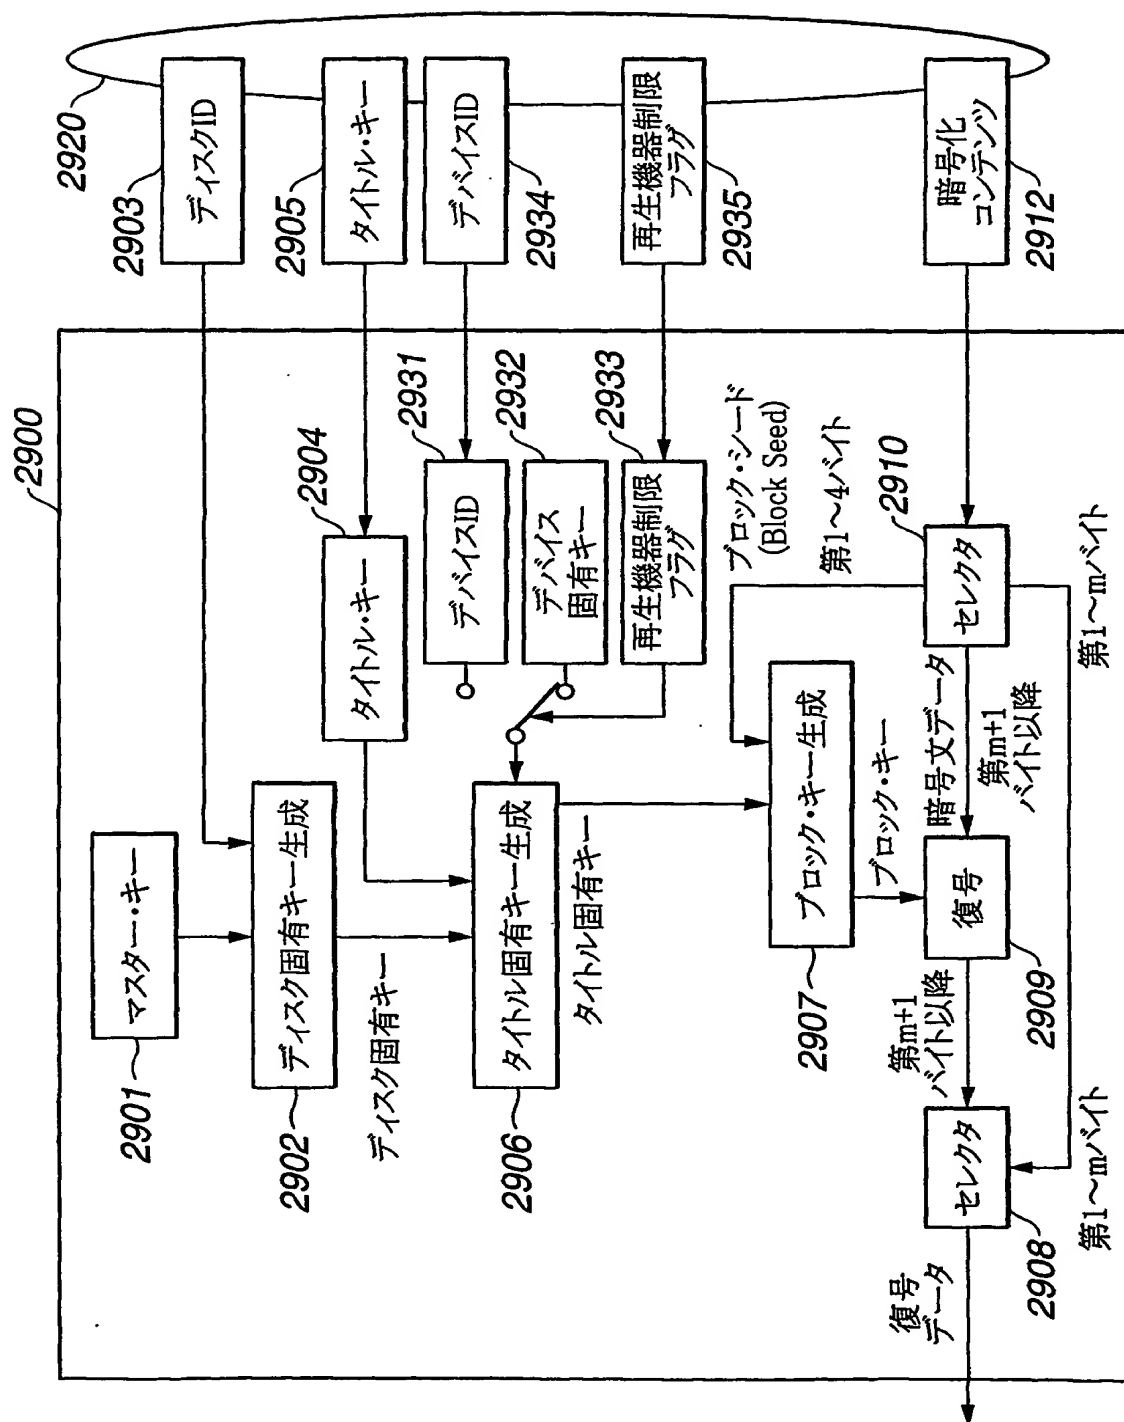 2900
2920
2901
マスター・キー
2902
ディスク固有キー生成
ディスク固有キー
2903
ディスクID
2904
タイトル・キー
2905
タイトル・キー
2906
タイトル固有キー生成
タイトル固有キー
2931
デバイスID
2934
デバイスID
2932
デバイス
固有キー
2933
再生機器制限
フラグ
2935
再生機器制限
フラグ
2907
ブロック・キー生成
ブロック・キー
ブロック・シード
(Block Seed)
第1~4バイト
2910
セレクタ
2912
暗号化
コンテンツ
暗号文データ
第m+1
バイト以降
2909
復号
第m+1
バイト以降
2908
セレクタ
復号
データ
第1~mバイト
第1~mバイト